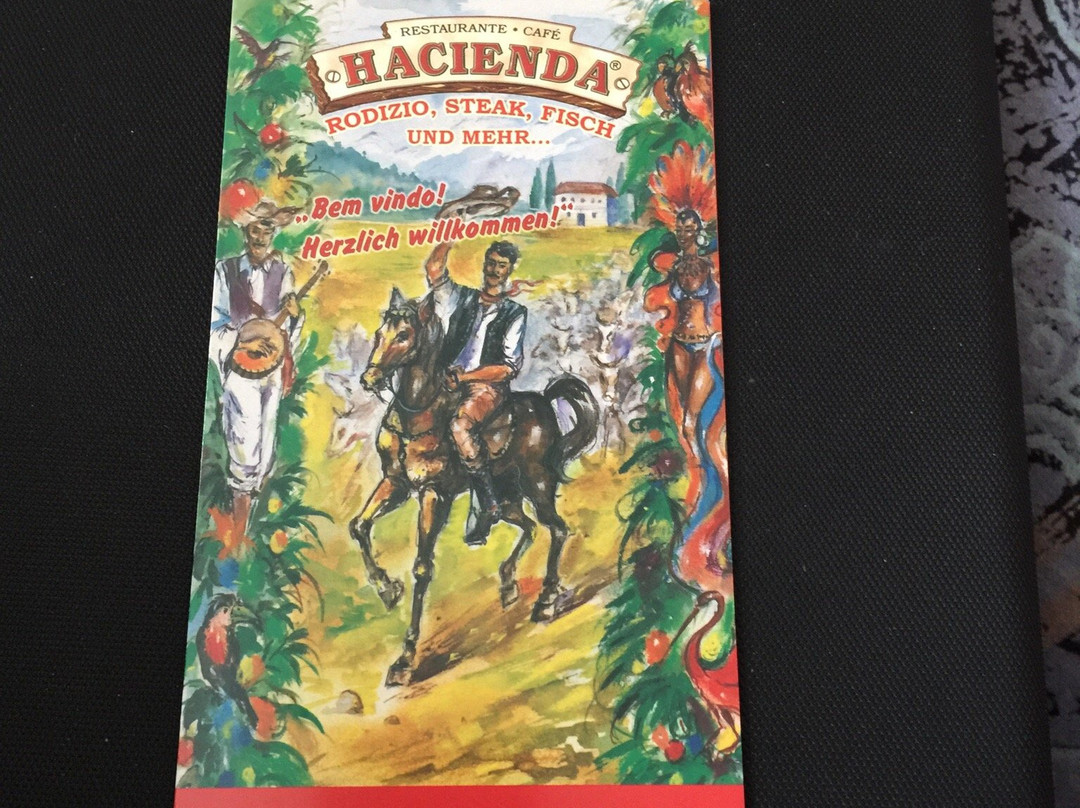 RESTAURANTE • CAFÉ
HACIENDA®
RODIZIO, STEAK, FISCH
UND MEHR...
„Bem vindo!
Herzlich willkommen!“